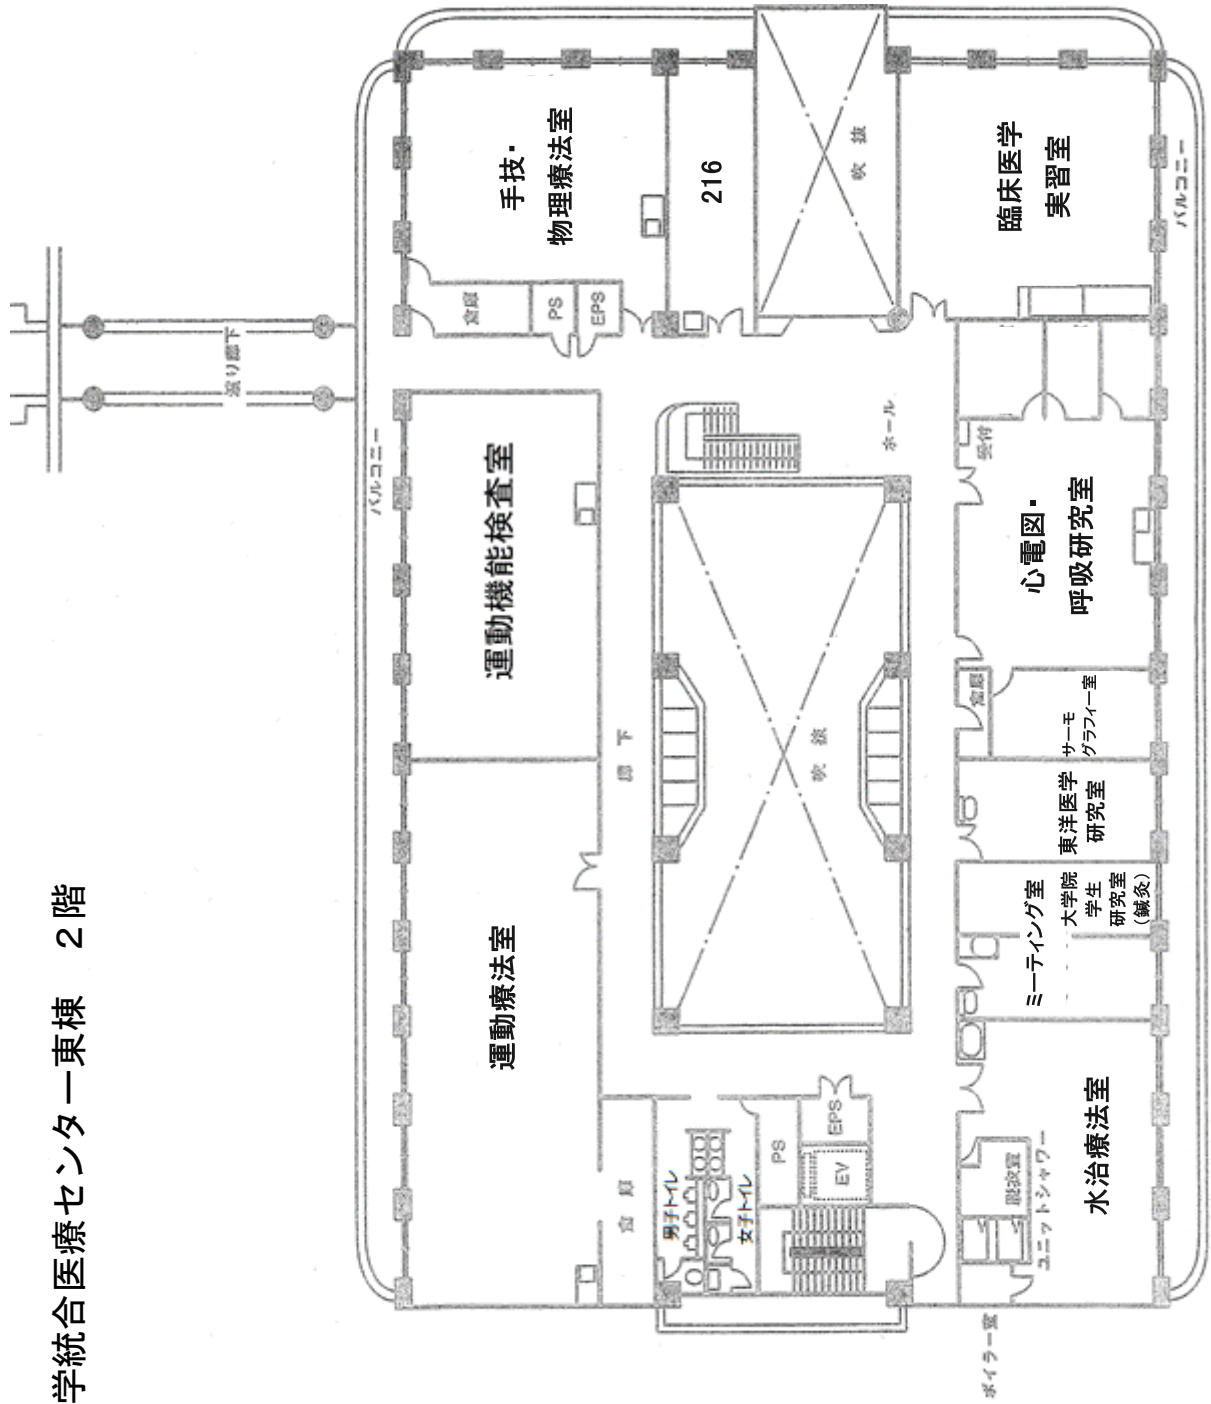 学統合医療センター東棟　２階
バルコニー
渡り廊下
運動療法室
運動機能検査室
手技・
物理療法室
倉庫
PS
EPS
216
吹抜
廊下
倉庫
男子トイレ
女子トイレ
PS
EPS
EV
吹抜
ホール
臨床医学
実習室
受付
心電図・
呼吸研究室
倉庫
サーモ
グラフィー室
東洋医学
研究室
大学院
学生
研究室
（鍼灸）
ミーティング室
水治療法室
脱衣室
ユニットシャワー
ボイラー室
バルコニー